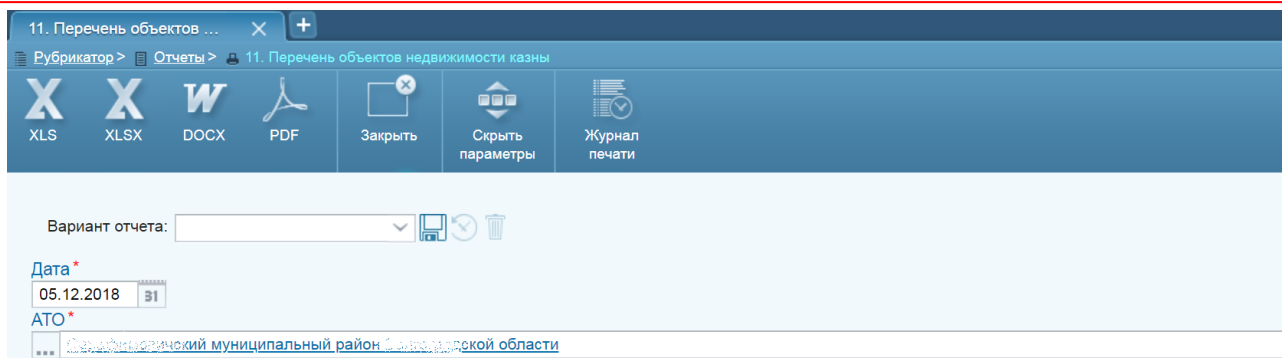 11. Перечень объектов ...
Рубрикатор > Отчеты > 11. Перечень объектов недвижимости казны
XLS XLSX DOCX PDF Закрыть Скрыть параметры Журнал печати
Вариант отчета:
Дата *
05.12.2018 31
АТО *
... муниципальный район области